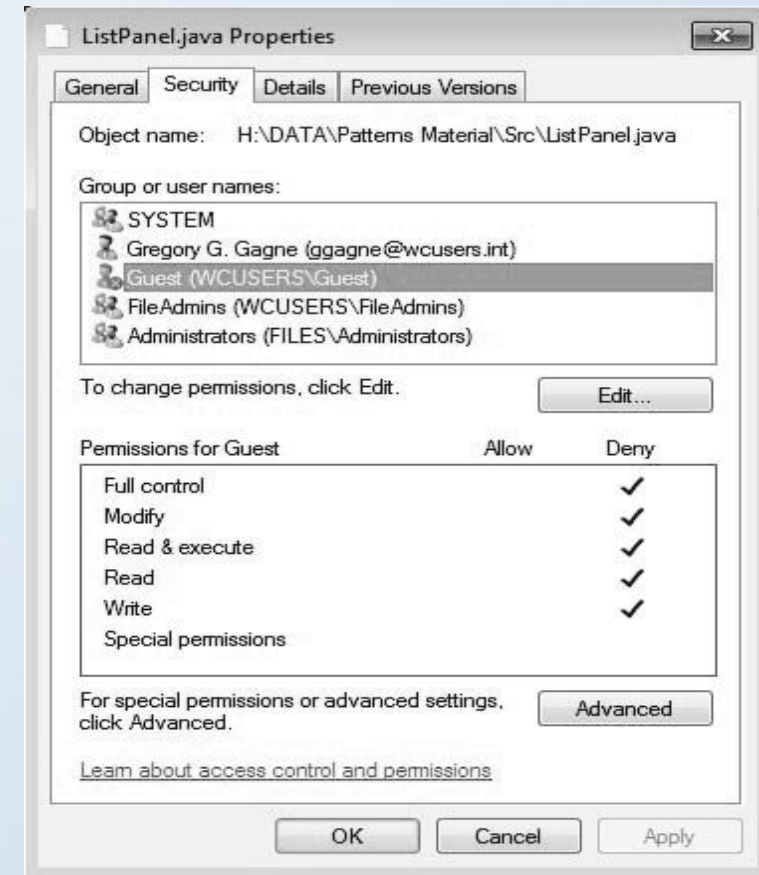 ListPanel.java Properties
General Security Details Previous Versions
Object name: H:\DATA\Patterns Material\Src\ListPanel.java
Group or user names:
SYSTEM
Gregory G. Gagne (ggagne@wcusers.int)
Guest (WCUSERS\Guest)
FileAdmins (WCUSERS\FileAdmins)
Administrators (FILES\Administrators)
To change permissions, click Edit.
Edit...
Permissions for Guest Allow Deny
Full control
Modify
Read & execute
Read
Write
Special permissions
For special permissions or advanced settings,
click Advanced.
Advanced
Learn about access control and permissions
OK Cancel Apply